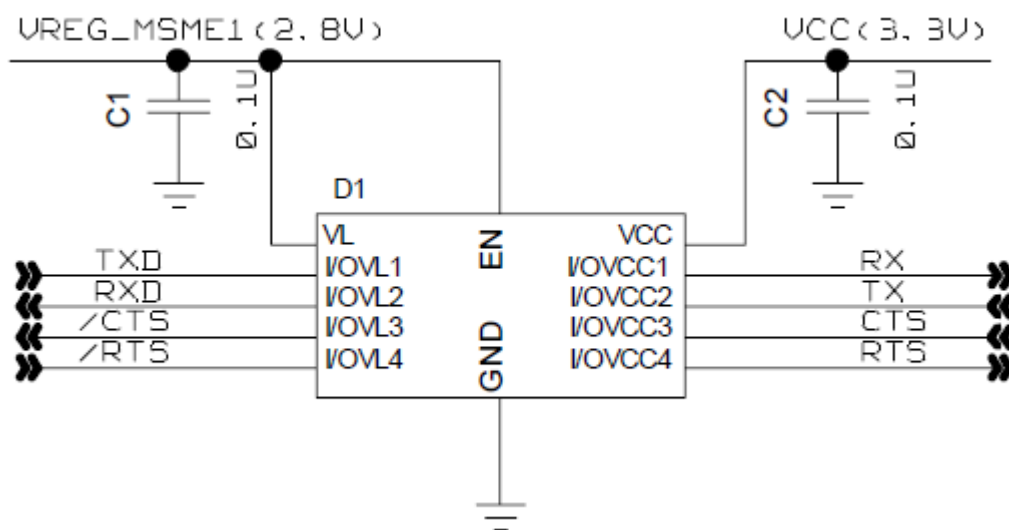 VREG_MSME1(2.8V)
VCC(3.3V)
C1
0.1U
C2
0.1U
D1
VL
EN
VCC
TXD
I/OVL1
I/OVCC1
RX
RXD
I/OVL2
I/OVCC2
TX
/CTS
I/OVL3
I/OVCC3
CTS
/RTS
I/OVL4
GND
I/OVCC4
RTS